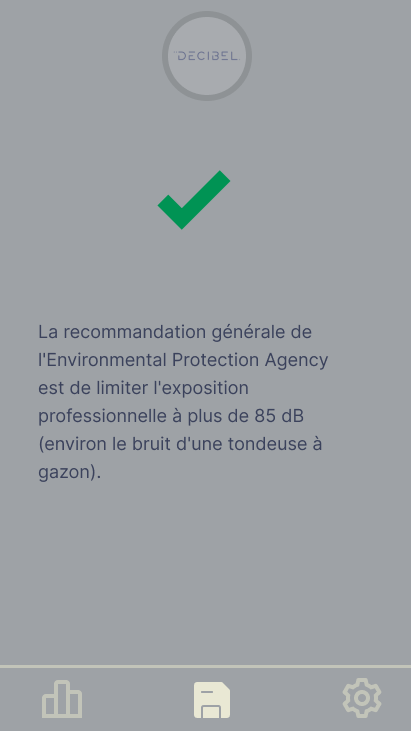 DECIBEL
La recommandation générale de
l'Environmental Protection Agency
est de limiter l'exposition
professionnelle à plus de 85 dB
(environ le bruit d'une tondeuse à
gazon).